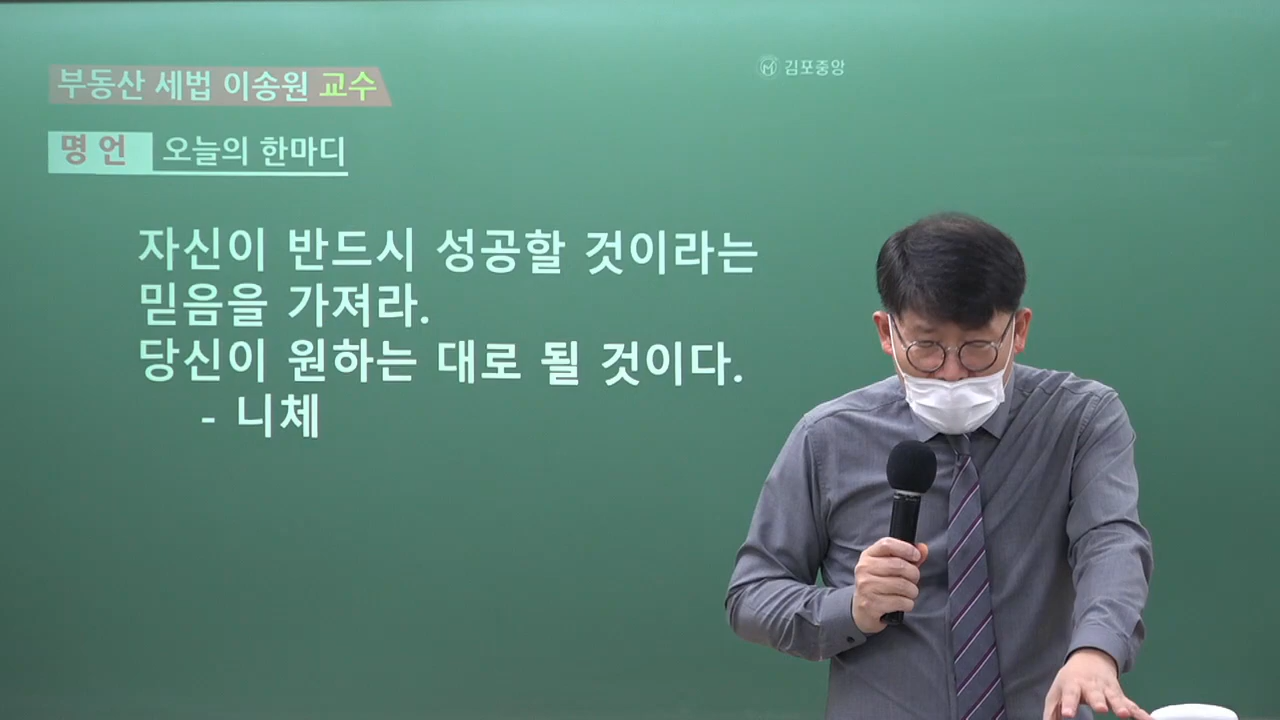 부동산 세법 이송원 교수
김포중앙
명 언 오늘의 한마디
자신이 반드시 성공할 것이라는
믿음을 가져라.
당신이 원하는 대로 될 것이다.
- 니체